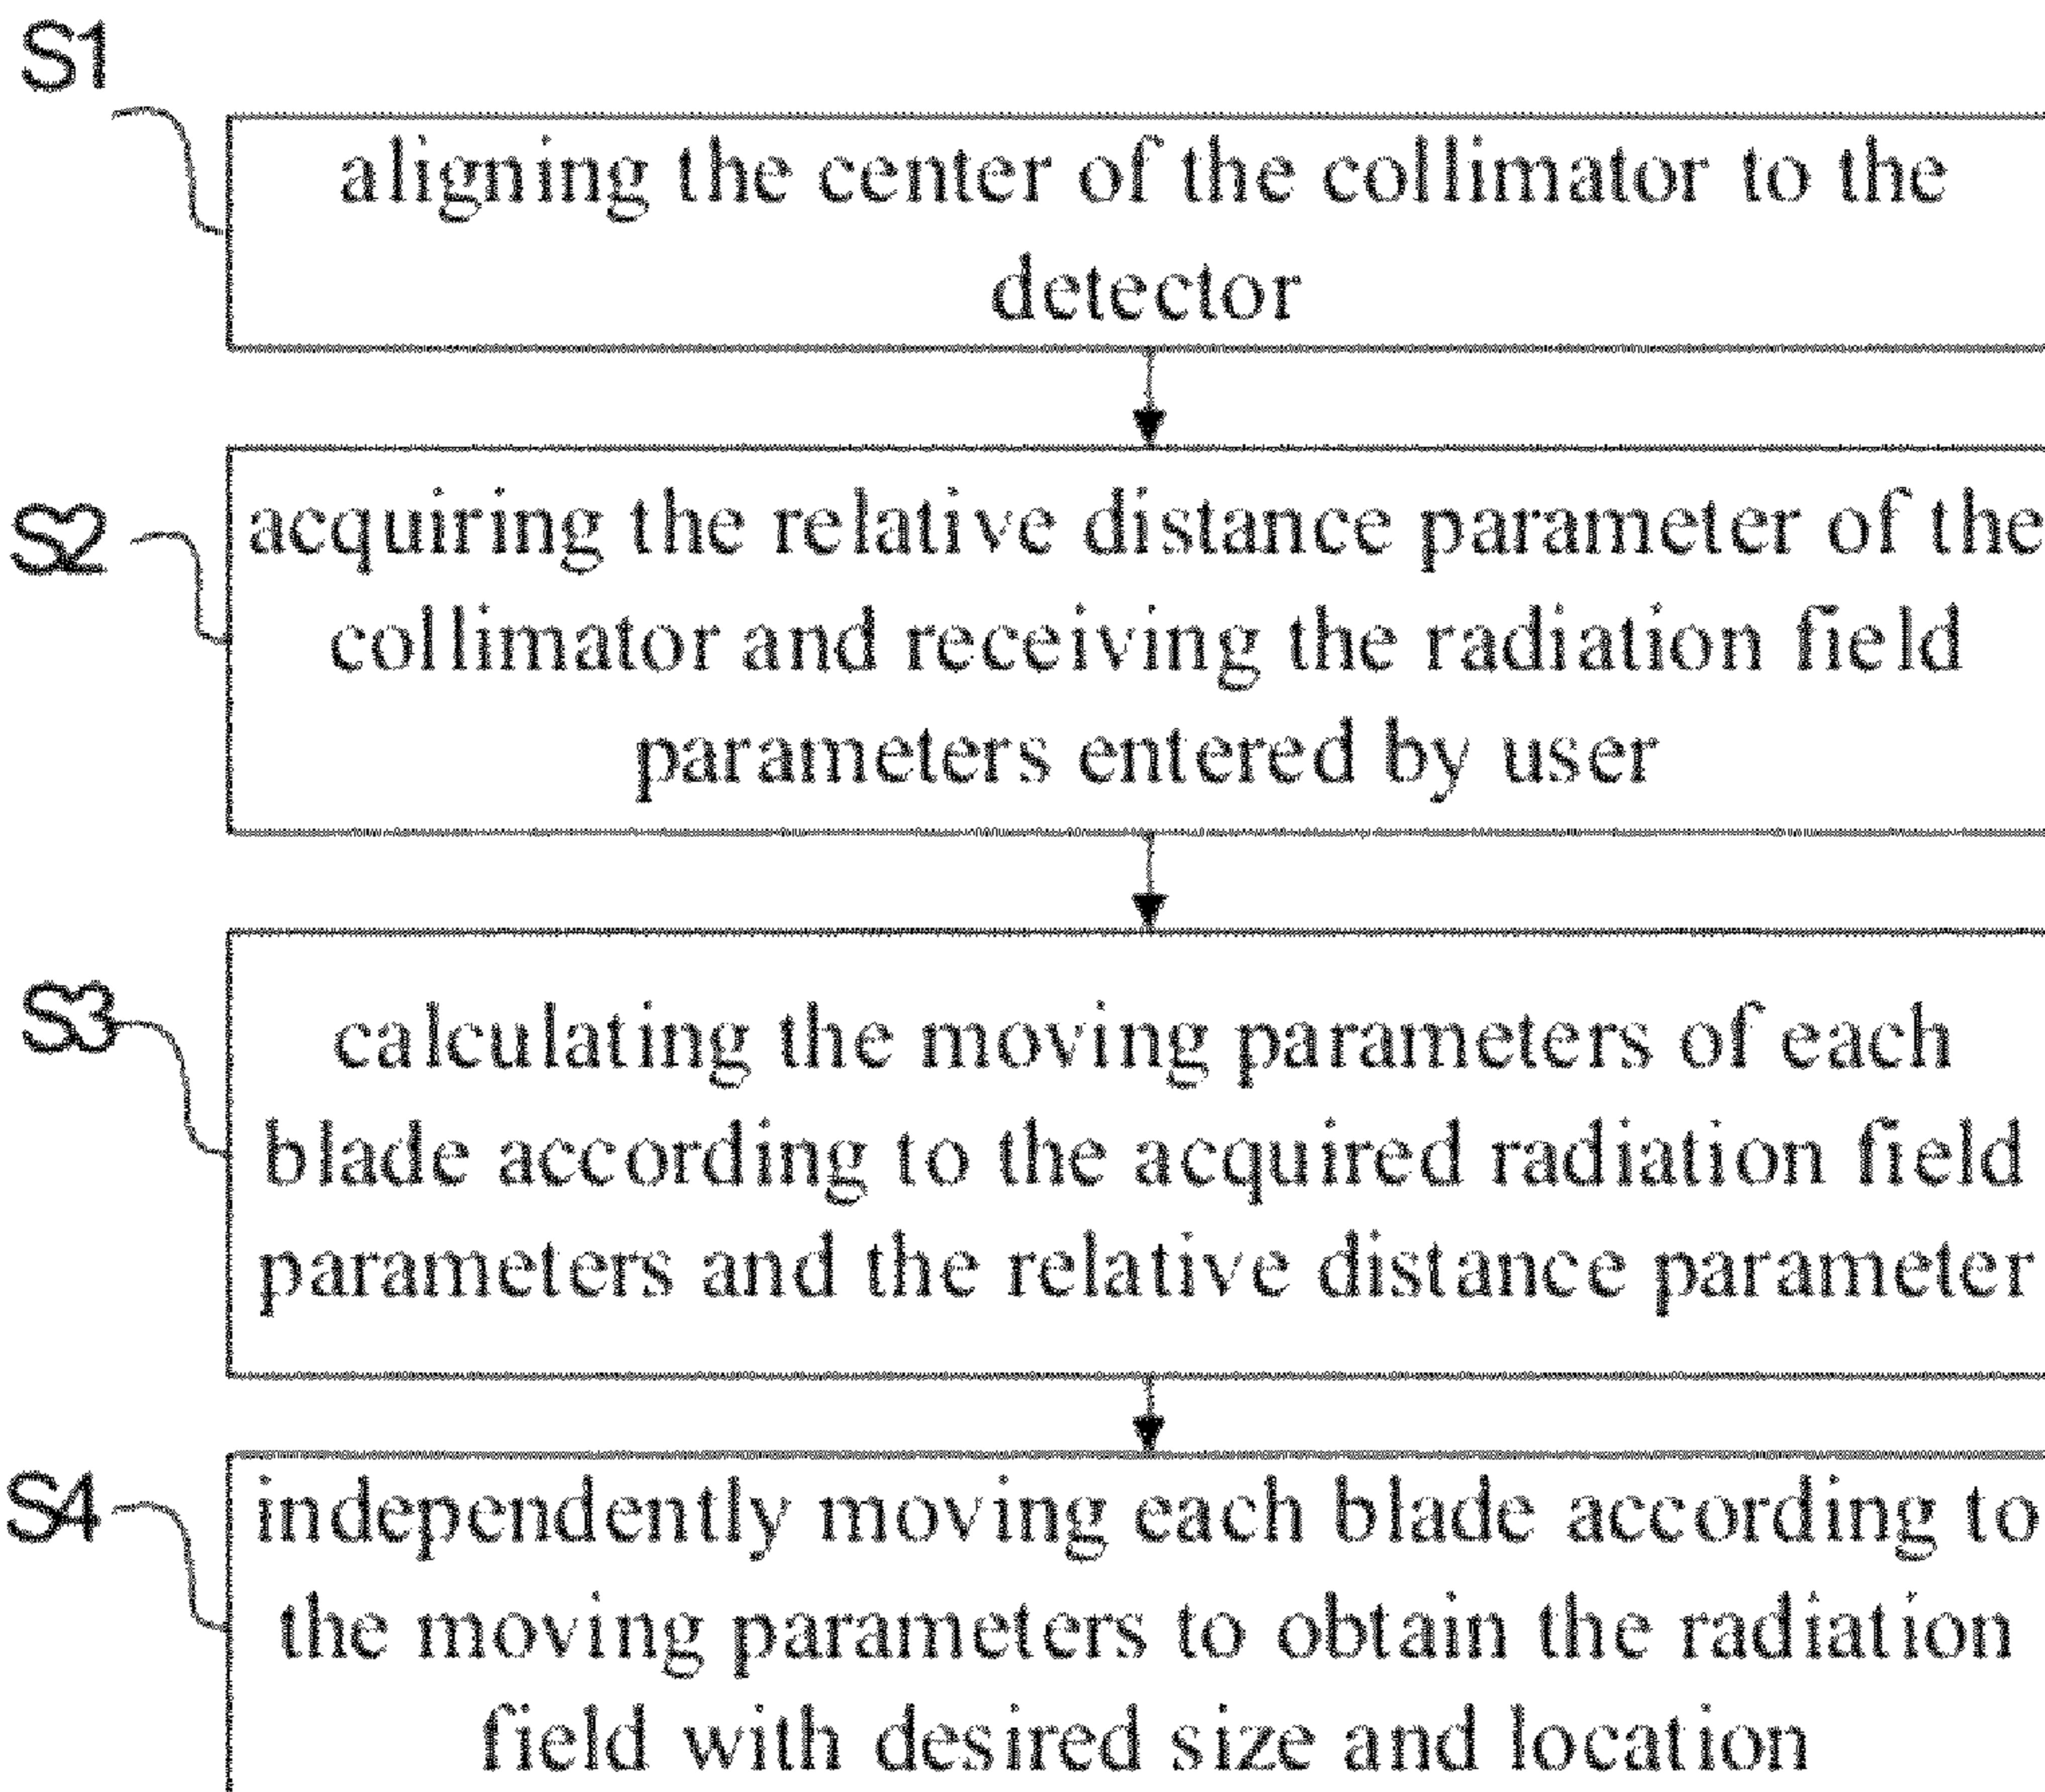 S1
aligning the center of the collimator to the
detector
S2
acquiring the relative distance parameter of the
collimator and receiving the radiation field
parameters entered by user
S3
calculating the moving parameters of each
blade according to the acquired radiation field
parameters and the relative distance parameter
S4
independently moving each blade according to
the moving parameters to obtain the radiation
field with desired size and location